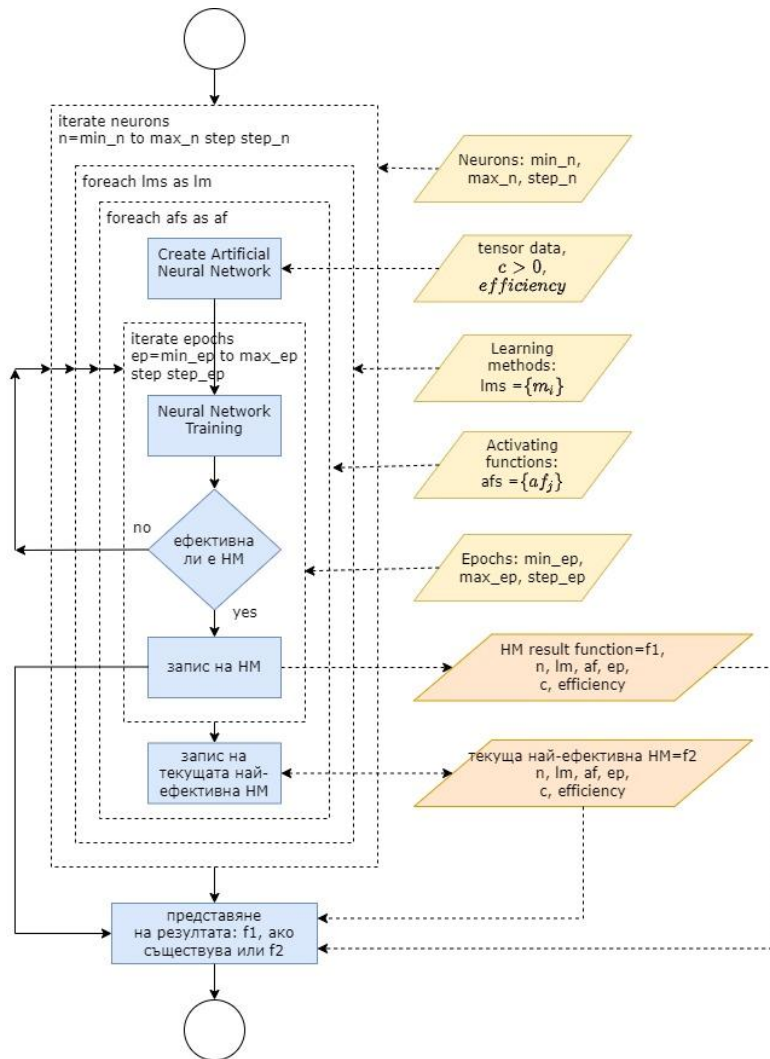 iterate neurons
n=min_n to max_n step step_n
Neurons: min_n,
max_n, step_n
foreach lms as lm
foreach afs as af
Create Artificial
Neural Network
tensor data,
c > 0,
efficiency
iterate epochs
ep=min_ep to max_ep
step step_ep
Learning
methods:
lms ={m_i}
Neural Network
Training
Activating
functions:
afs ={af_j}
no
ефективна
ли е НМ
Epochs: min_ep,
max_ep, step_ep
yes
запис на НМ
НМ result function=f1,
n, lm, af, ep,
c, efficiency
запис на
текущата най-
ефективна НМ
текуща най-ефективна НМ=f2
n, lm, af, ep,
c, efficiency
представяне
на резултата: f1, ако
съществува или f2